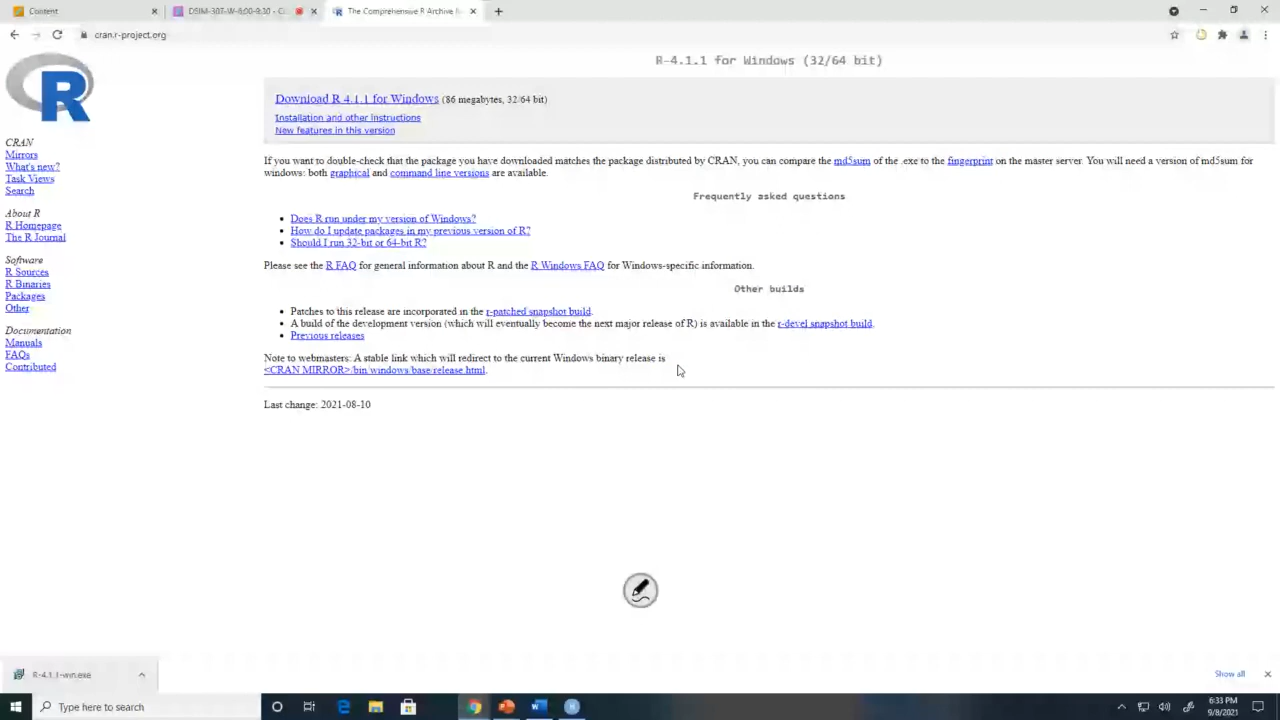 Content
DSIM-307-W-6:00-9:30 - C
The Comprehensive R Archive N
cran.r-project.org
R-4.1.1 for Windows (32/64 bit)
Download R 4.1.1 for Windows (86 megabytes, 32/64 bit)
Installation and other instructions
New features in this version
R
CRAN
Mirrors
What's new?
Task Views
Search
About R
R Homepage
The R Journal
Software
R Sources
R Binaries
Packages
Other
Documentation
Manuals
FAQs
Contributed
If you want to double-check that the package you have downloaded matches the package distributed by CRAN, you can compare the md5sum of the .exe to the fingerprint on the master server. You will need a version of md5sum for
windows: both graphical and command line versions are available.
Frequently asked questions
Does R run under my version of Windows?
How do I update packages in my previous version of R?
Should I run 32-bit or 64-bit R?
Please see the R FAQ for general information about R and the R Windows FAQ for Windows-specific information.
Other builds
Patches to this release are incorporated in the r-patched snapshot build.
A build of the development version (which will eventually become the next major release of R) is available in the r-devel snapshot build.
Previous releases
Note to webmasters: A stable link which will redirect to the current Windows binary release is
<CRAN MIRROR>/bin/windows/base/release.html.
Last change: 2021-08-10
R-4.1.1-win.exe
Show all
Type here to search
6:33 PM
9/8/2021